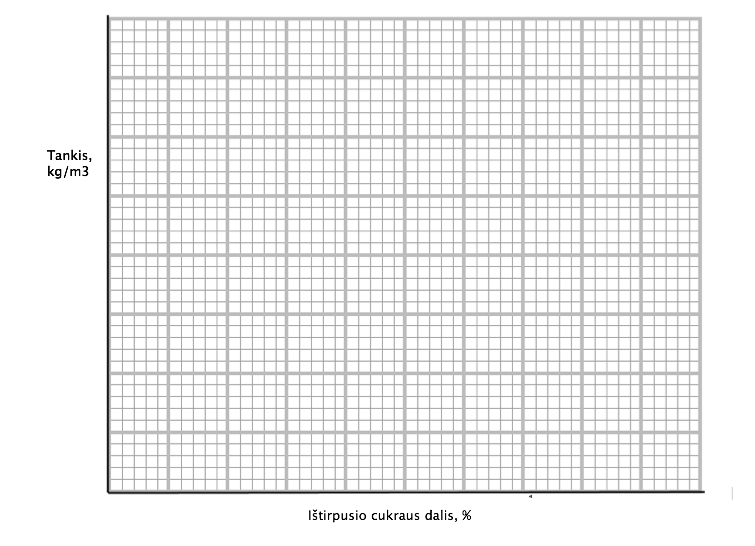 Tankis,
kg/m3
Ištirpusio cukraus dalis, %